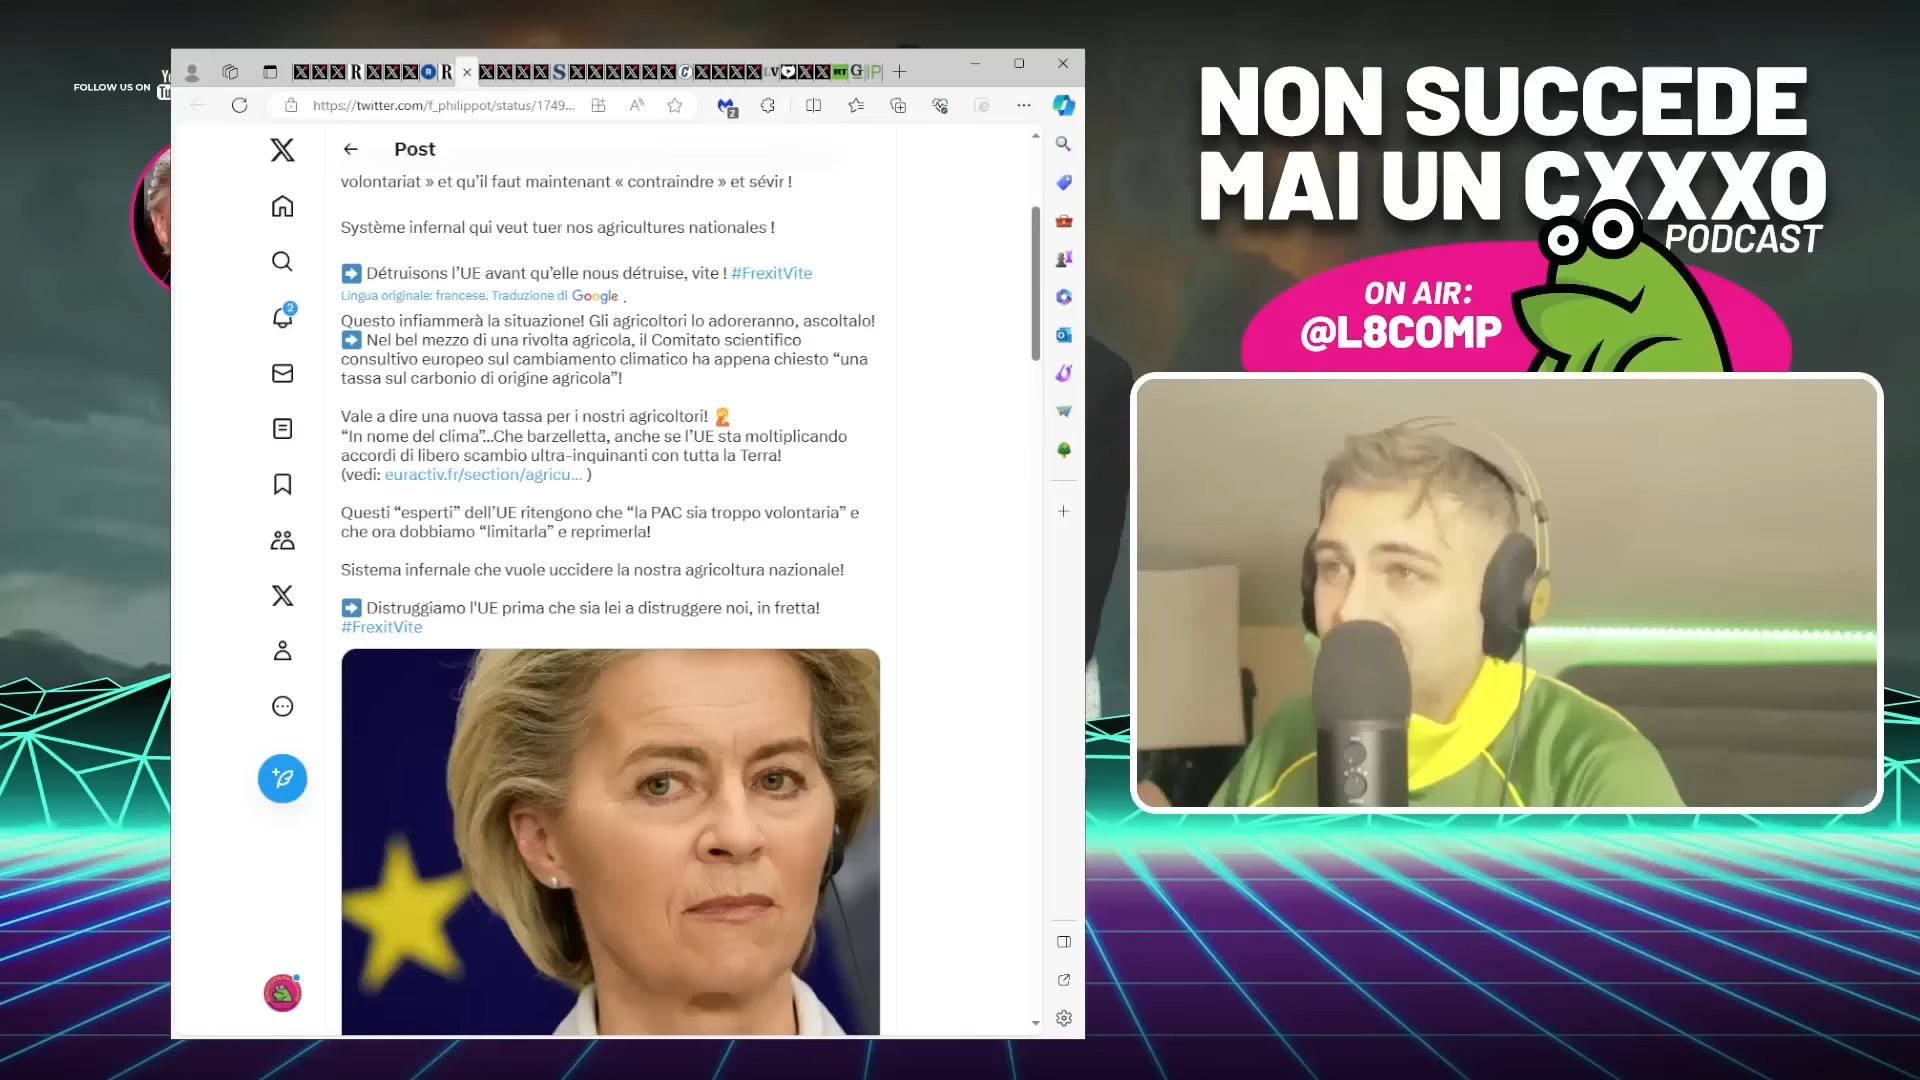 FOLLOW US ON
https://twitter.com/f_philippot/status/1749...
2
Post
volontariat » et qu’il faut maintenant « contraindre » et sévir !
Système infernal qui veut tuer nos agricultures nationales !
➡️ Détruisons l’UE avant qu’elle nous détruise, vite ! #FrexitVite
Lingua originale: francese. Traduzione di Google .
Questo infiammerà la situazione! Gli agricoltori lo adoreranno, ascoltalo!
➡️ Nel bel mezzo di una rivolta agricola, il Comitato scientifico
consultivo europeo sul cambiamento climatico ha appena chiesto “una
tassa sul carbonio di origine agricola”!
Vale a dire una nuova tassa per i nostri agricoltori!
“In nome del clima”...Che barzelletta, anche se l’UE sta moltiplicando
accordi di libero scambio ultra-inquinanti con tutta la Terra!
(vedi: euractiv.fr/section/agricu... )
Questi “esperti” dell’UE ritengono che “la PAC sia troppo volontaria” e
che ora dobbiamo “limitarla” e reprimerla!
Sistema infernale che vuole uccidere la nostra agricoltura nazionale!
➡️ Distruggiamo l'UE prima che sia lei a distruggere noi, in fretta!
#FrexitVite
2
NON SUCCEDE
MAI UN CXXXO
PODCAST
ON AIR:
@L8COMP